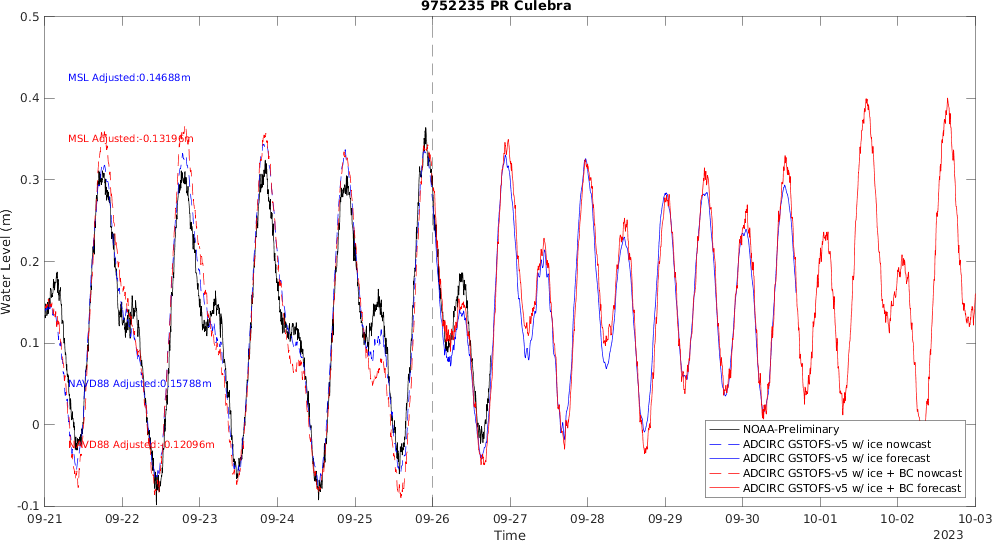 9752235 PR Culebra
0.5
MSL Adjusted:0.14688m
0.4
MSL Adjusted:-0.13196m
0.3
Water Level (m)
0.2
0.1
NAVD88 Adjusted:0.15788m
0
NAVD88 Adjusted:-0.12096m
-0.1
NOAA-Preliminary
ADCIRC GSTOFS-v5 w/ ice nowcast
ADCIRC GSTOFS-v5 w/ ice forecast
ADCIRC GSTOFS-v5 w/ ice + BC nowcast
ADCIRC GSTOFS-v5 w/ ice + BC forecast
09-21 09-22 09-23 09-24 09-25 09-26 09-27 09-28 09-29 09-30 10-01 10-02 10-03
Time
2023